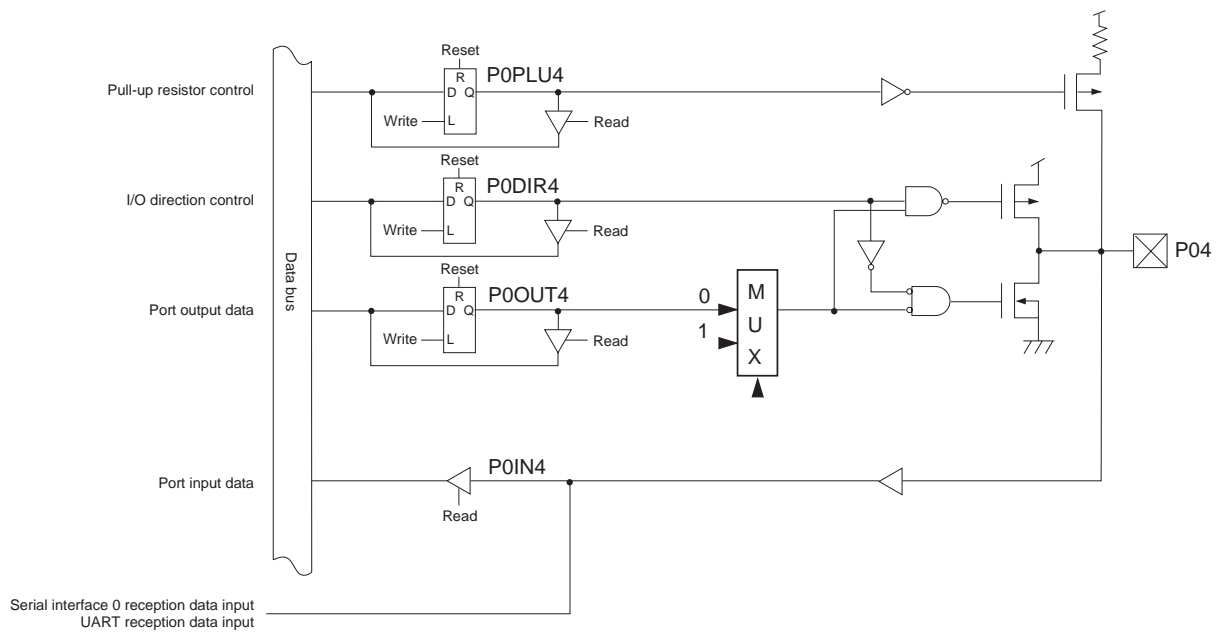 Reset
R
P0PLU4
Pull-up resistor control
D Q
Write
L
Read
Reset
R
P0DIR4
I/O direction control
D Q
Write
L
Read
Data bus
Reset
R
P0OUT4
Port output data
D Q
Write
L
Read
0
1
MUX
P04
P0IN4
Port input data
Read
Serial interface 0 reception data input
UART reception data input